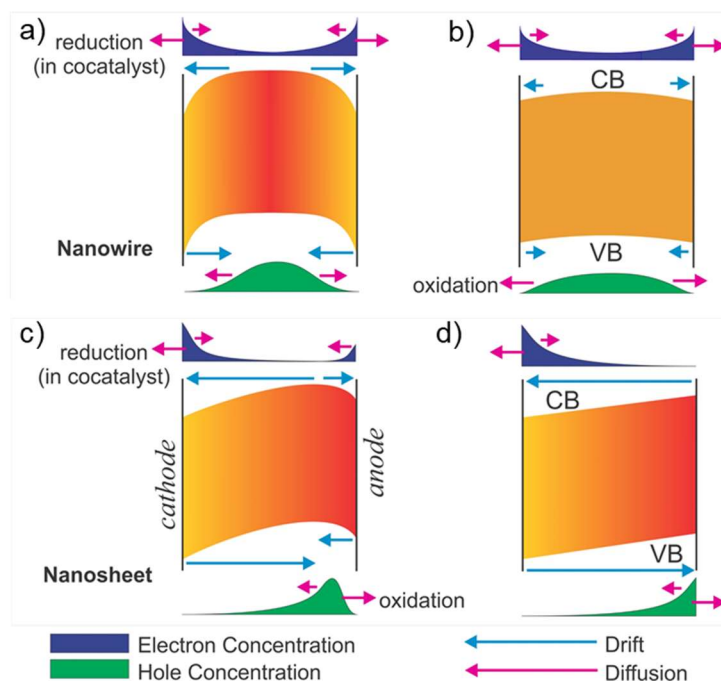 a)
reduction
(in cocatalyst)
Nanowire
b)
CB
VB
oxidation
c)
reduction
(in cocatalyst)
cathode
anode
Nanosheet
oxidation
d)
CB
VB
Electron Concentration
Hole Concentration
Drift
Diffusion